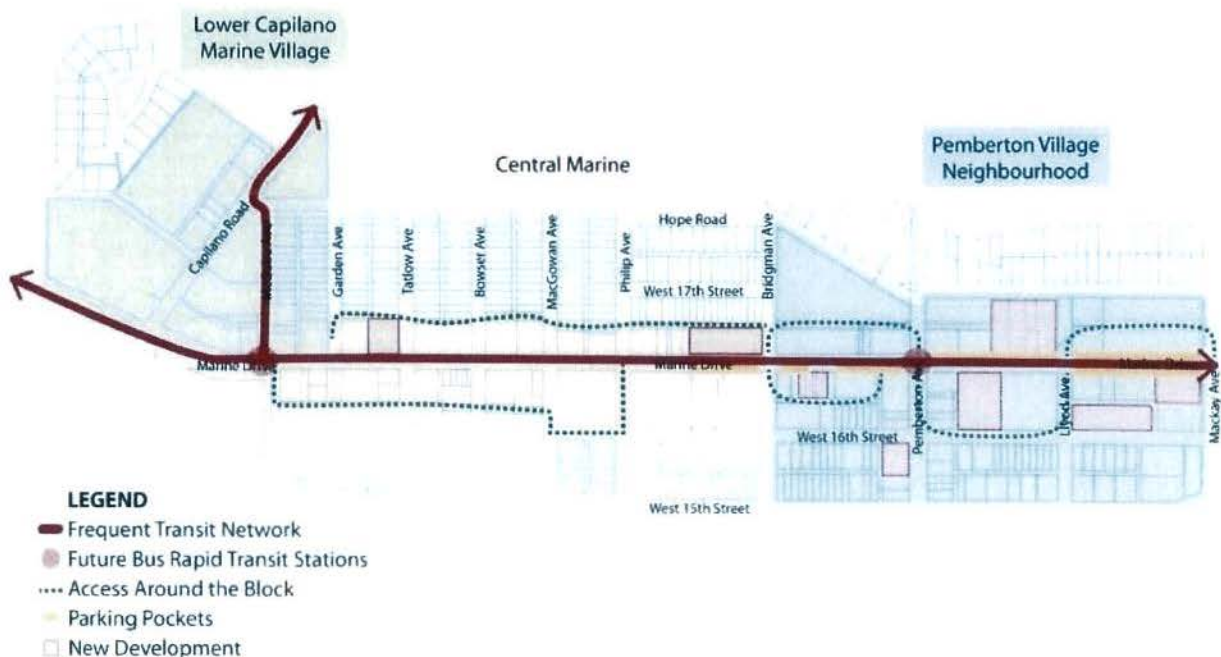 Lower Capilano
Marine Village
Central Marine
Pemberton Village
Neighbourhood
Capilano Road
Garden Ave
Tatlow Ave
Bowser Ave
MacGowan Ave
Philip Ave
Hope Road
West 17th Street
Bridgman Ave
Marine Drive
Marine Drive
Marine
Pemberton Ave
Lloyd Ave
Mackay Ave
West 16th Street
West 15th Street
LEGEND
Frequent Transit Network
Future Bus Rapid Transit Stations
Access Around the Block
Parking Pockets
New Development